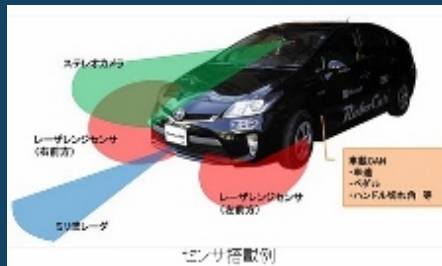 ステレオカメラ
レーザレンジセンサ
(右前方)
RoboCar
レーザレンジセンサ
(左前方)
ミリ波レーダ
車載CAN
・車速
・ペダル
・ハンドル切れ角 等
センサ搭載例